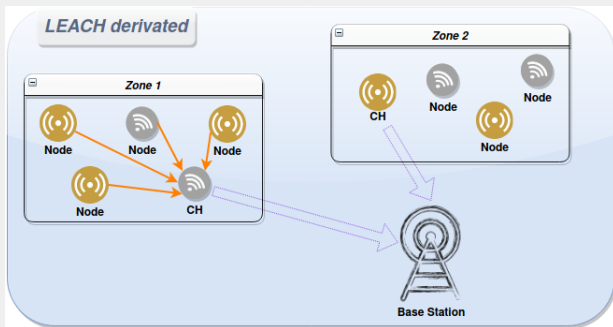 LEACH derivated
Zone 1
Node
Node
Node
Node
CH
Zone 2
CH
Node
Node
Node
Base Station